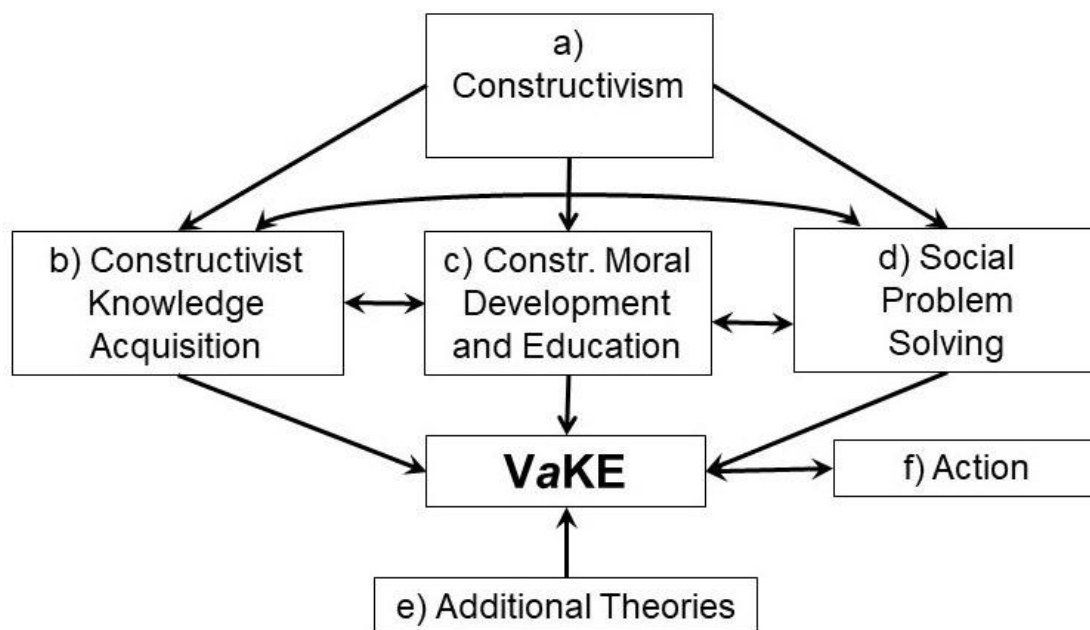 a)
Constructivism
b) Constructivist
Knowledge
Acquisition
c) Constr. Moral
Development
and Education
d) Social
Problem
Solving
VaKE
f) Action
e) Additional Theories